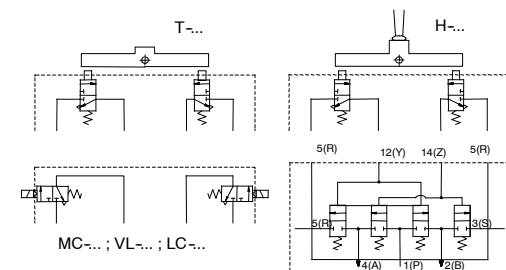 T-...
H-...
5(R)
12(Y)
14(Z)
5(R)
5(R)
3(S)
MC-... ; VL-... ; LC-...
4(A)
1(P)
2(B)